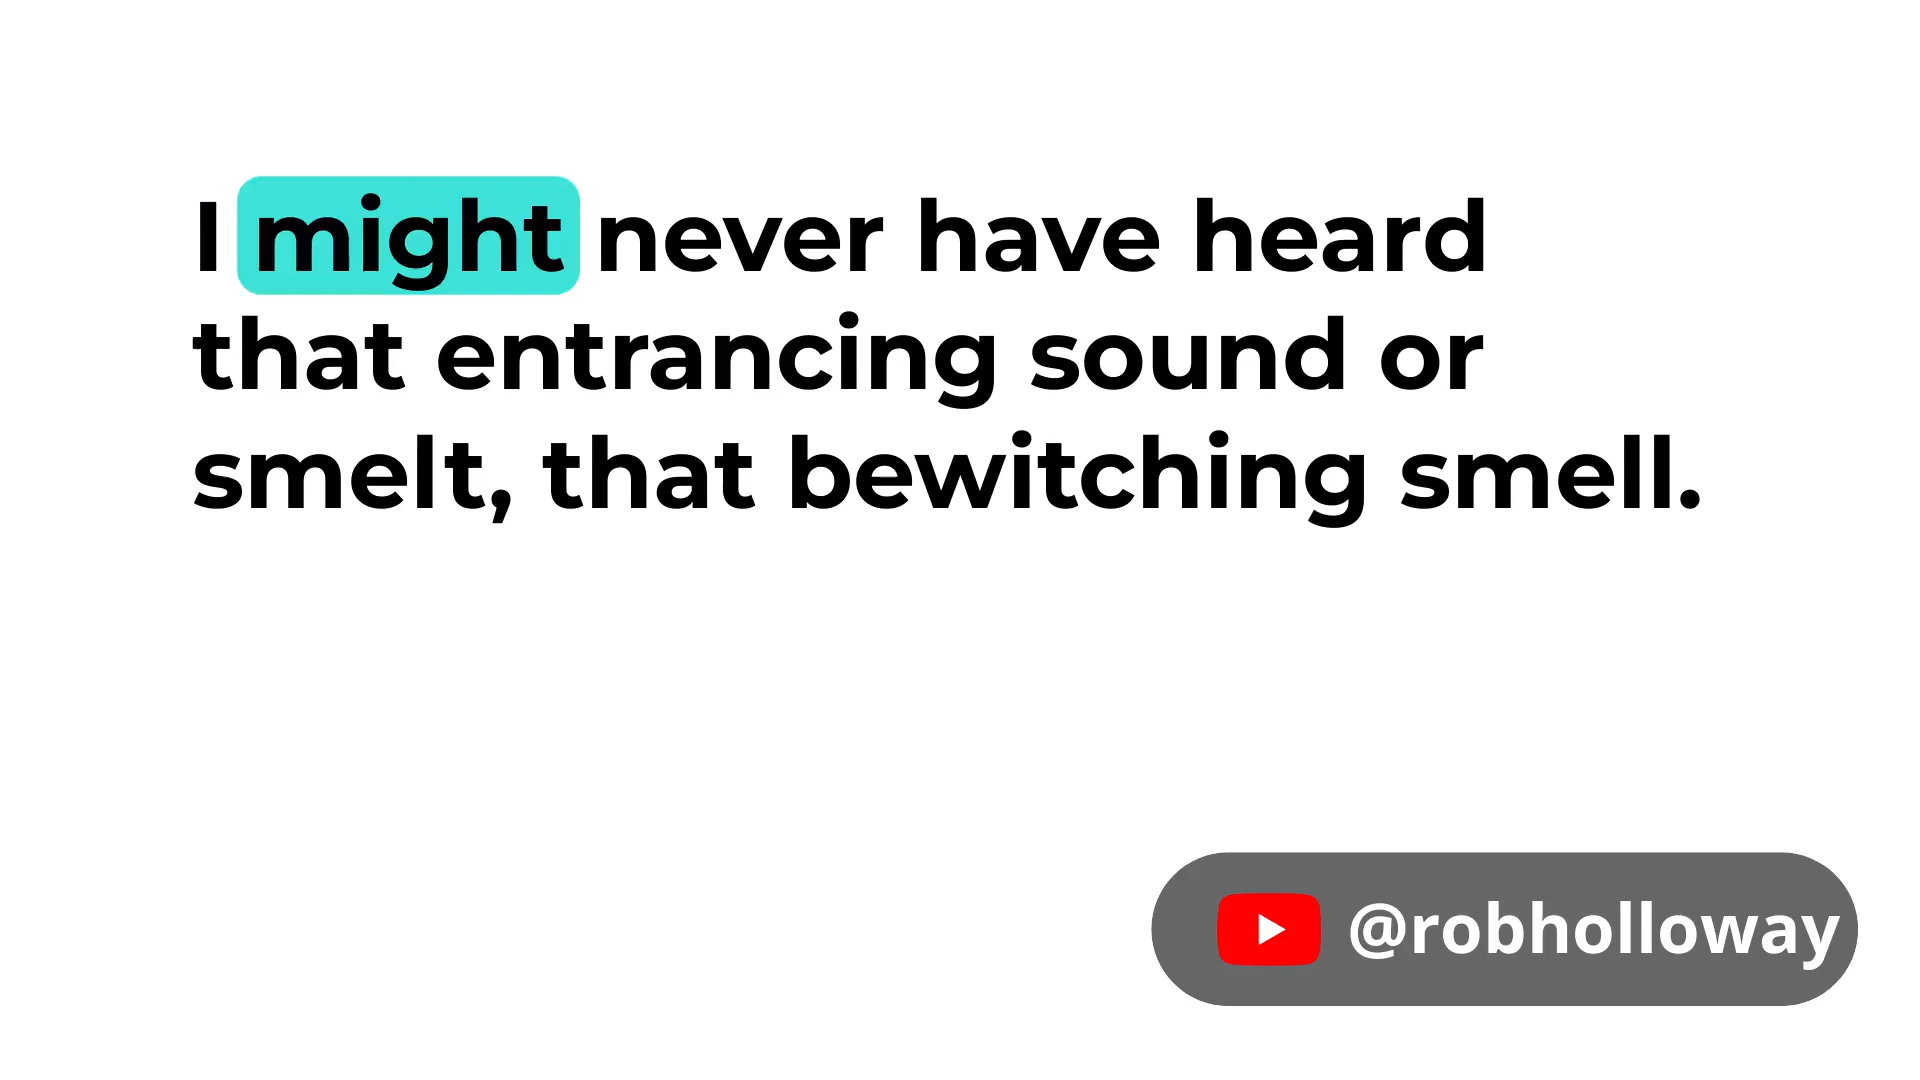 I might never have heard
that entrancing sound or
smelt, that bewitching smell.
@robholloway